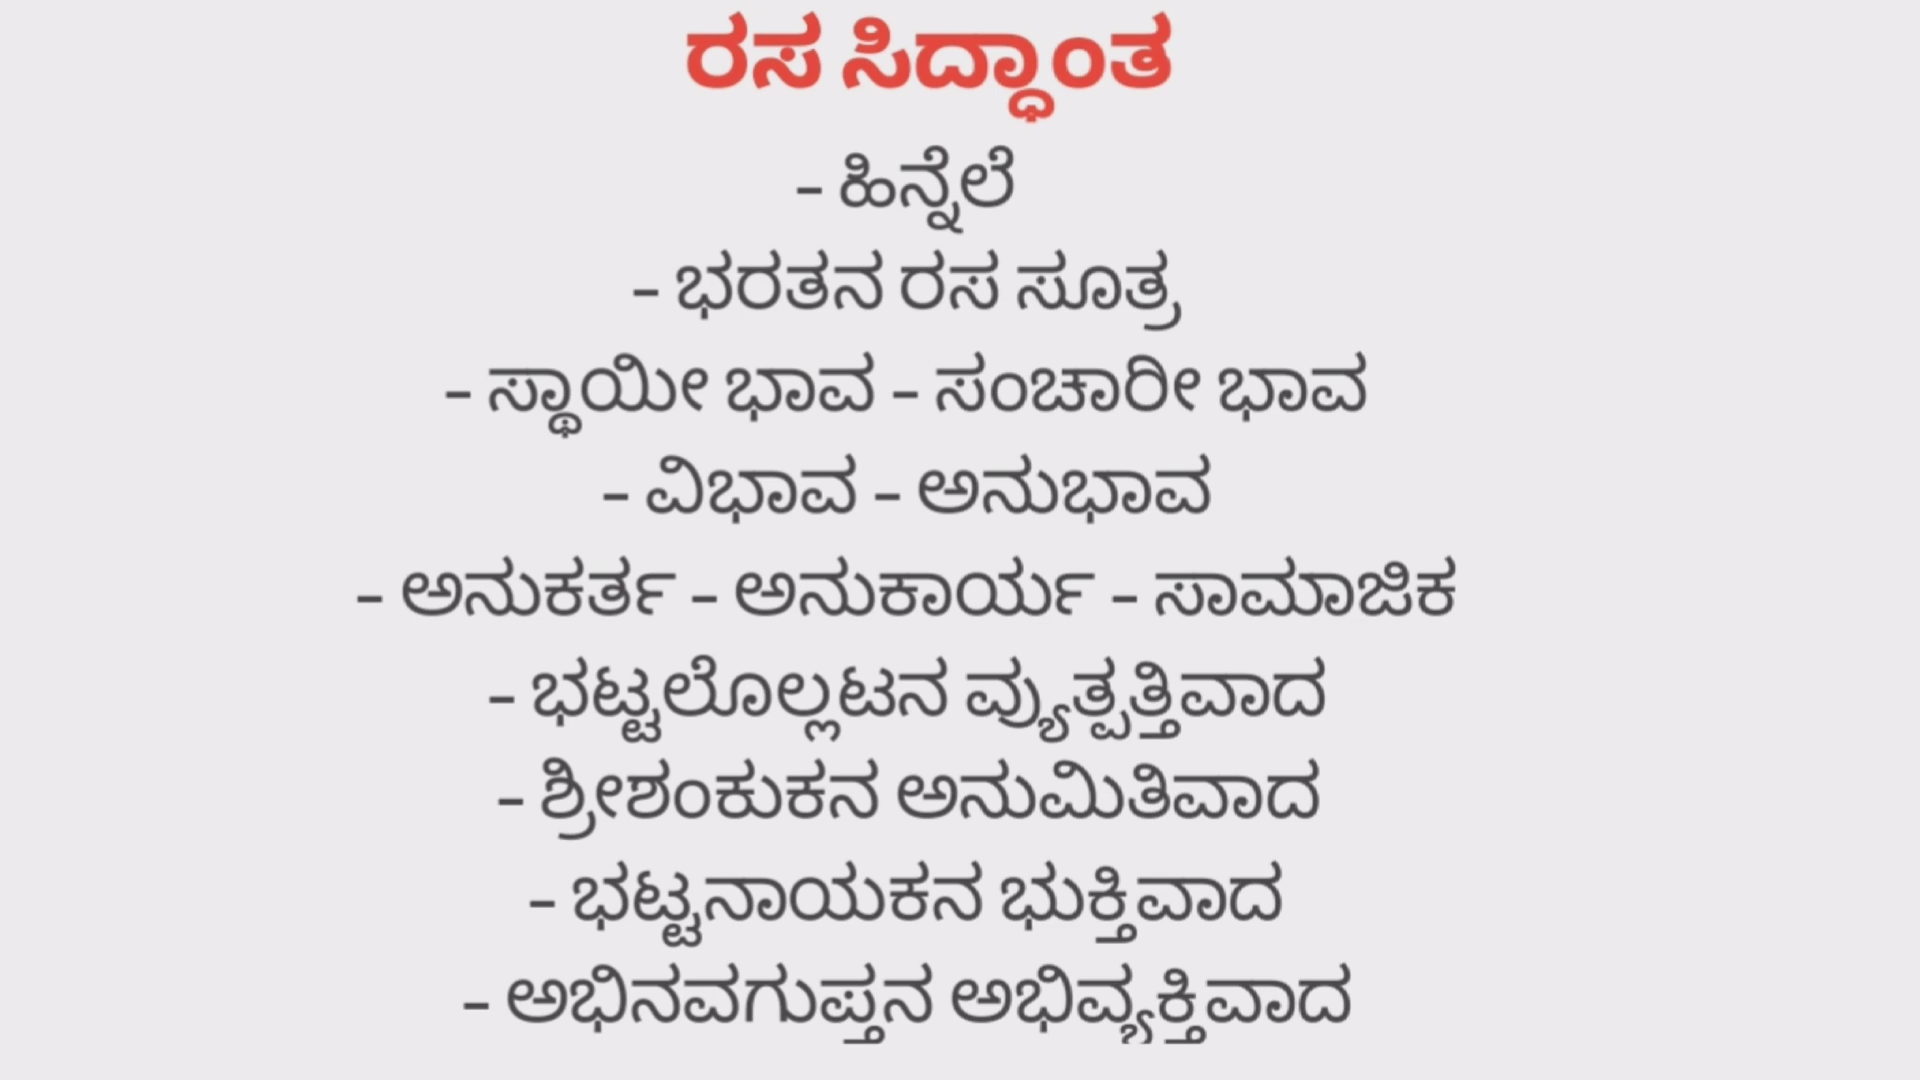 ರಸ ಸಿದ್ಧಾಂತ
- ಹಿನ್ನೆಲೆ
- ಭರತನ ರಸ ಸೂತ್ರ
- ಸ್ಥಾಯೀ ಭಾವ - ಸಂಚಾರೀ ಭಾವ
- ವಿಭಾವ - ಅನುಭಾವ
- ಅನುಕರ್ತ - ಅನುಕಾರ್ಯ - ಸಾಮಾಜಿಕ
- ಭಟ್ಟಲೊಲ್ಲಟನ ವ್ಯುತ್ಪತ್ತಿವಾದ
- ಶ್ರೀಶಂಕುಕನ ಅನುಮಿತಿವಾದ
- ಭಟ್ಟನಾಯಕನ ಭುಕ್ತಿವಾದ
- ಅಭಿನವಗುಪ್ತನ ಅಭಿವ್ಯಕ್ತಿವಾದ